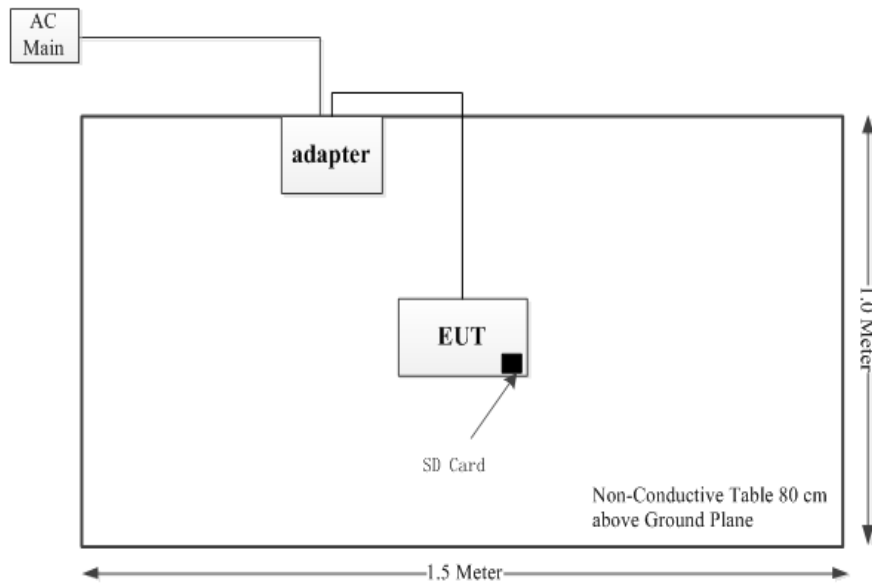 AC
Main
adapter
EUT
SD Card
Non-Conductive Table 80 cm
above Ground Plane
1.0 Meter
1.5 Meter